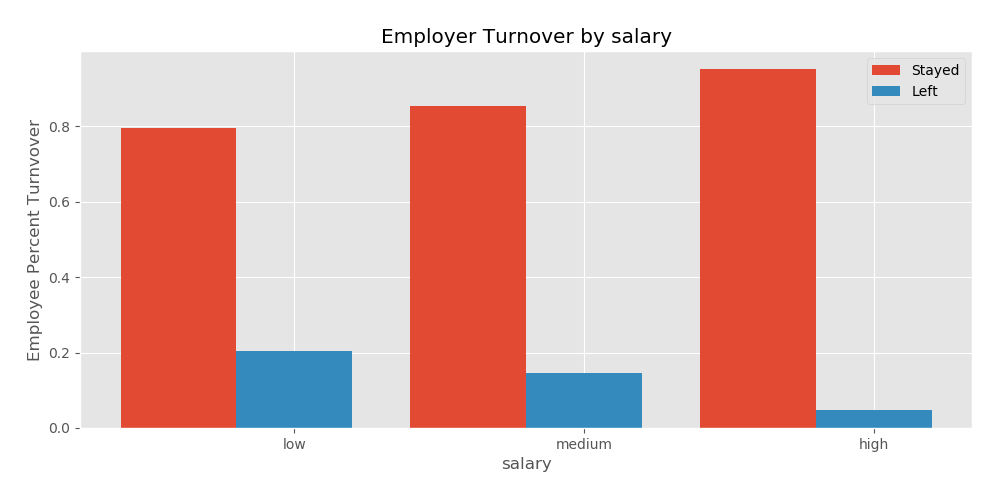 Employer Turnover by salary
Stayed
Left
Employee Percent Turnvover
0.8
0.6
0.4
0.2
0.0
low medium high
salary